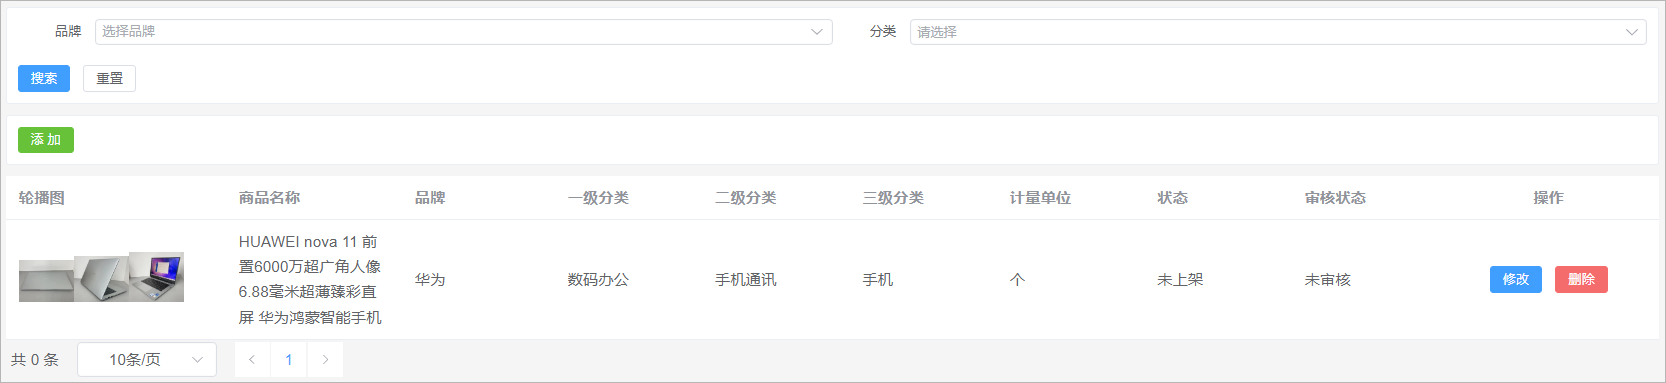 品牌 选择品牌 分类 请选择
搜索 重置
添加
轮播图 商品名称 品牌 一级分类 二级分类 三级分类 计量单位 状态 审核状态 操作
HUAWEI nova 11 前
置6000万超广角人像
6.88毫米超薄臻彩直
屏 华为鸿蒙智能手机
华为 数码办公 手机通讯 手机 个 未上架 未审核 修改 删除
共 0 条 10条/页 1